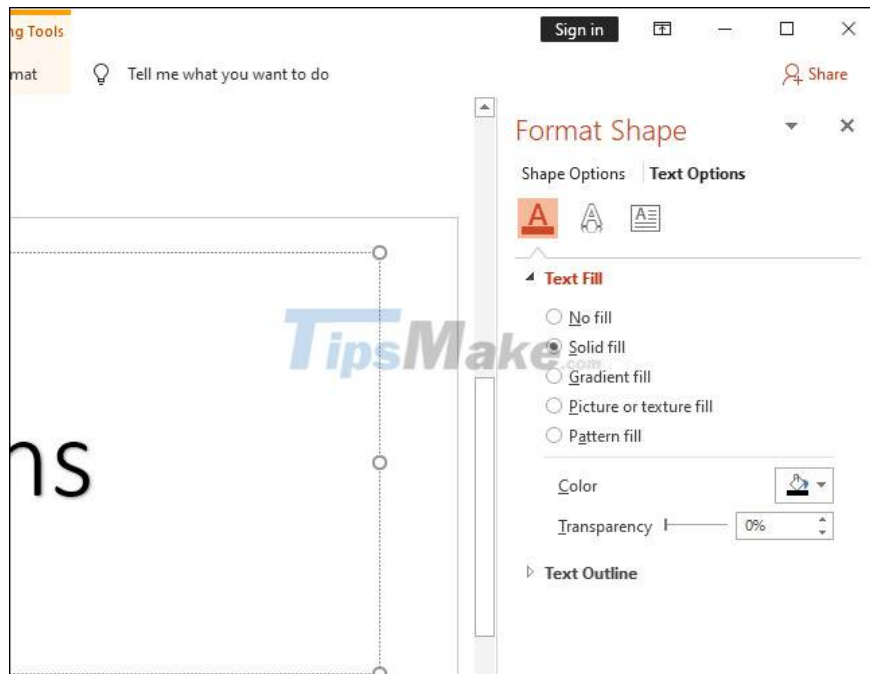 ng Tools
Sign in
mat
Tell me what you want to do
Share
Format Shape
Shape Options
Text Options
A
A
A
Text Fill
No fill
Solid fill
Gradient fill
Picture or texture fill
Pattern fill
Color
Transparency
0%
Text Outline
ns
TipsMake.com